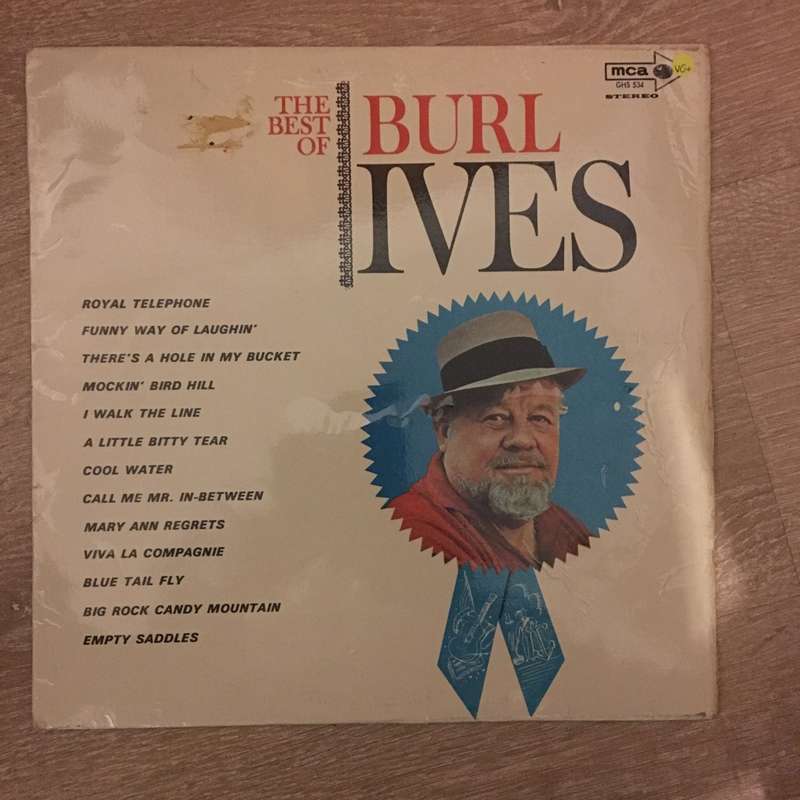 THE
BEST
OF
BURL
IVES
mca
GHS 534
STEREO
VG+
ROYAL TELEPHONE
FUNNY WAY OF LAUGHIN'
THERE'S A HOLE IN MY BUCKET
MOCKIN' BIRD HILL
I WALK THE LINE
A LITTLE BITTY TEAR
COOL WATER
CALL ME MR. IN-BETWEEN
MARY ANN REGRETS
VIVA LA COMPAGNIE
BLUE TAIL FLY
BIG ROCK CANDY MOUNTAIN
EMPTY SADDLES